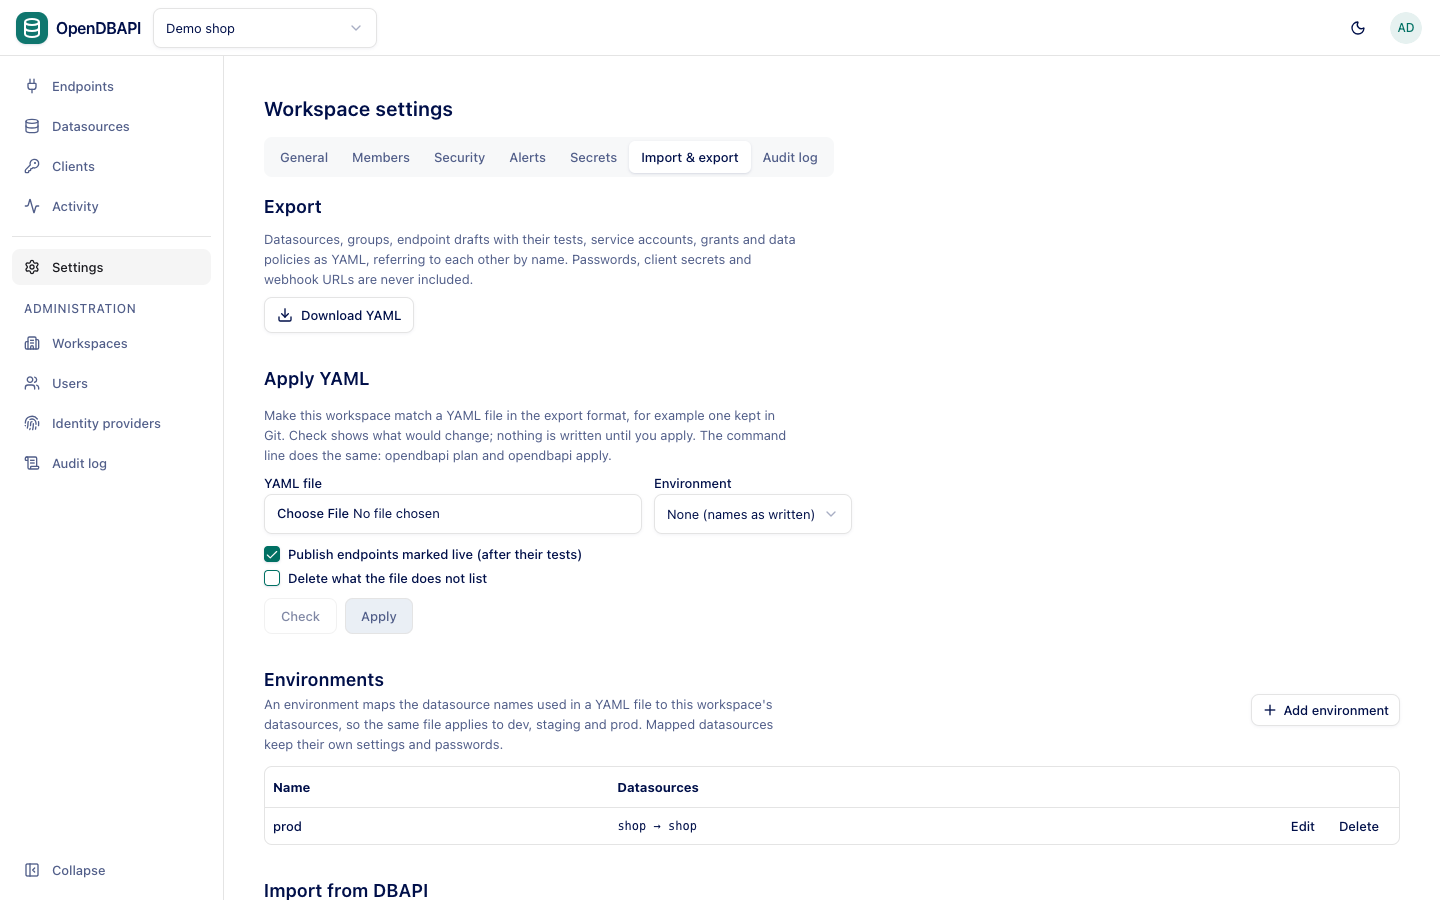 OpenDBAPI
Demo shop
AD
Endpoints
Datasources
Clients
Activity
Settings
ADMINISTRATION
Workspaces
Users
Identity providers
Audit log
Collapse
Workspace settings
General
Members
Security
Alerts
Secrets
Import & export
Audit log
Export
Datasources, groups, endpoint drafts with their tests, service accounts, grants and data
policies as YAML, referring to each other by name. Passwords, client secrets and
webhook URLs are never included.
Download YAML
Apply YAML
Make this workspace match a YAML file in the export format, for example one kept in
Git. Check shows what would change; nothing is written until you apply. The command
line does the same: opendbapi plan and opendbapi apply.
YAML file
Environment
Choose File No file chosen
None (names as written)
Publish endpoints marked live (after their tests)
Delete what the file does not list
Check
Apply
Environments
An environment maps the datasource names used in a YAML file to this workspace's
datasources, so the same file applies to dev, staging and prod. Mapped datasources
keep their own settings and passwords.
Add environment
Name
Datasources
prod
shop → shop
Edit
Delete
Import from DBAPI